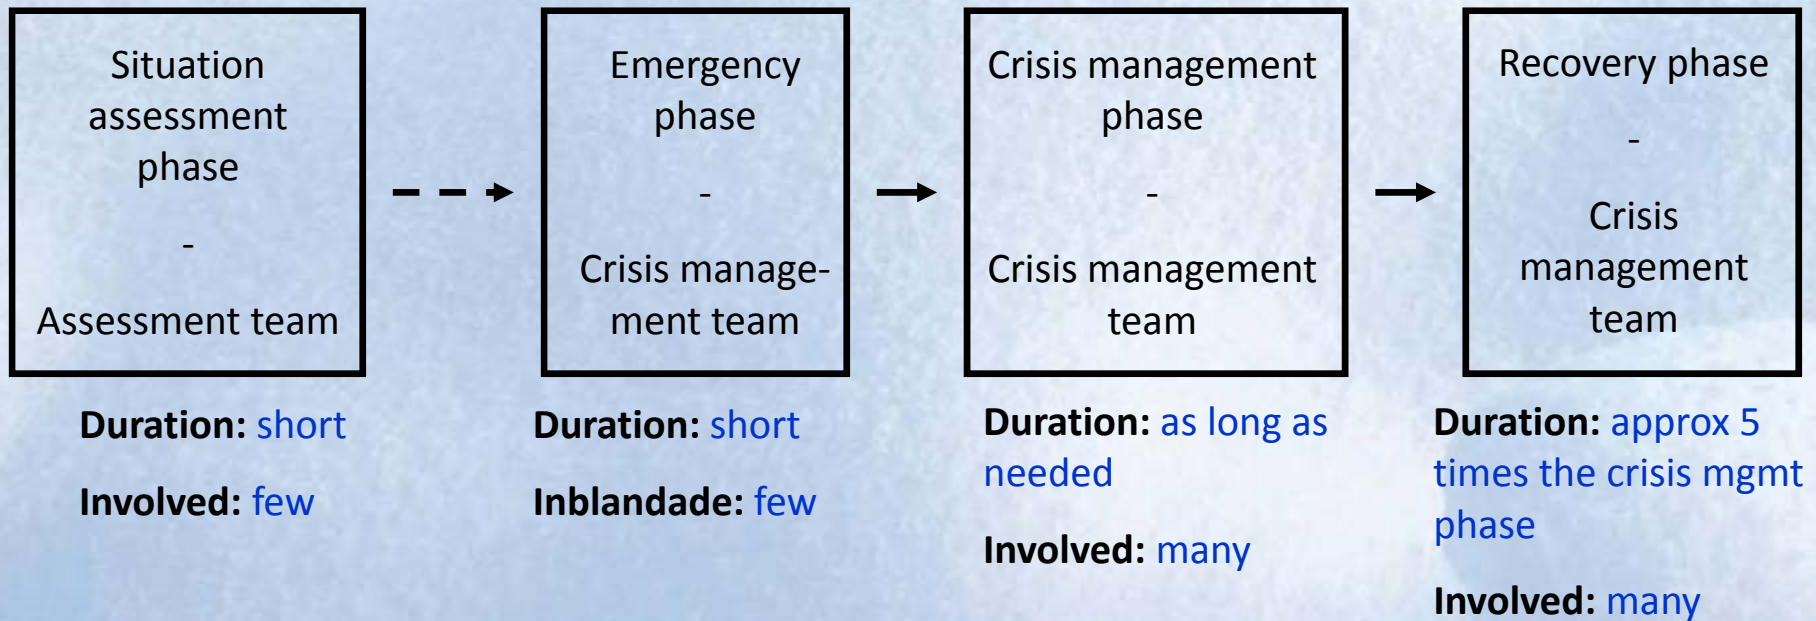 Situation
assessment
phase
-
Assessment team
Duration: short
Involved: few
Emergency
phase
-
Crisis manage-
ment team
Duration: short
Inblandade: few
Crisis management
phase
-
Crisis management
team
Duration: as long as
needed
Involved: many
Recovery phase
-
Crisis
management
team
Duration: approx 5
times the crisis mgmt
phase
Involved: many